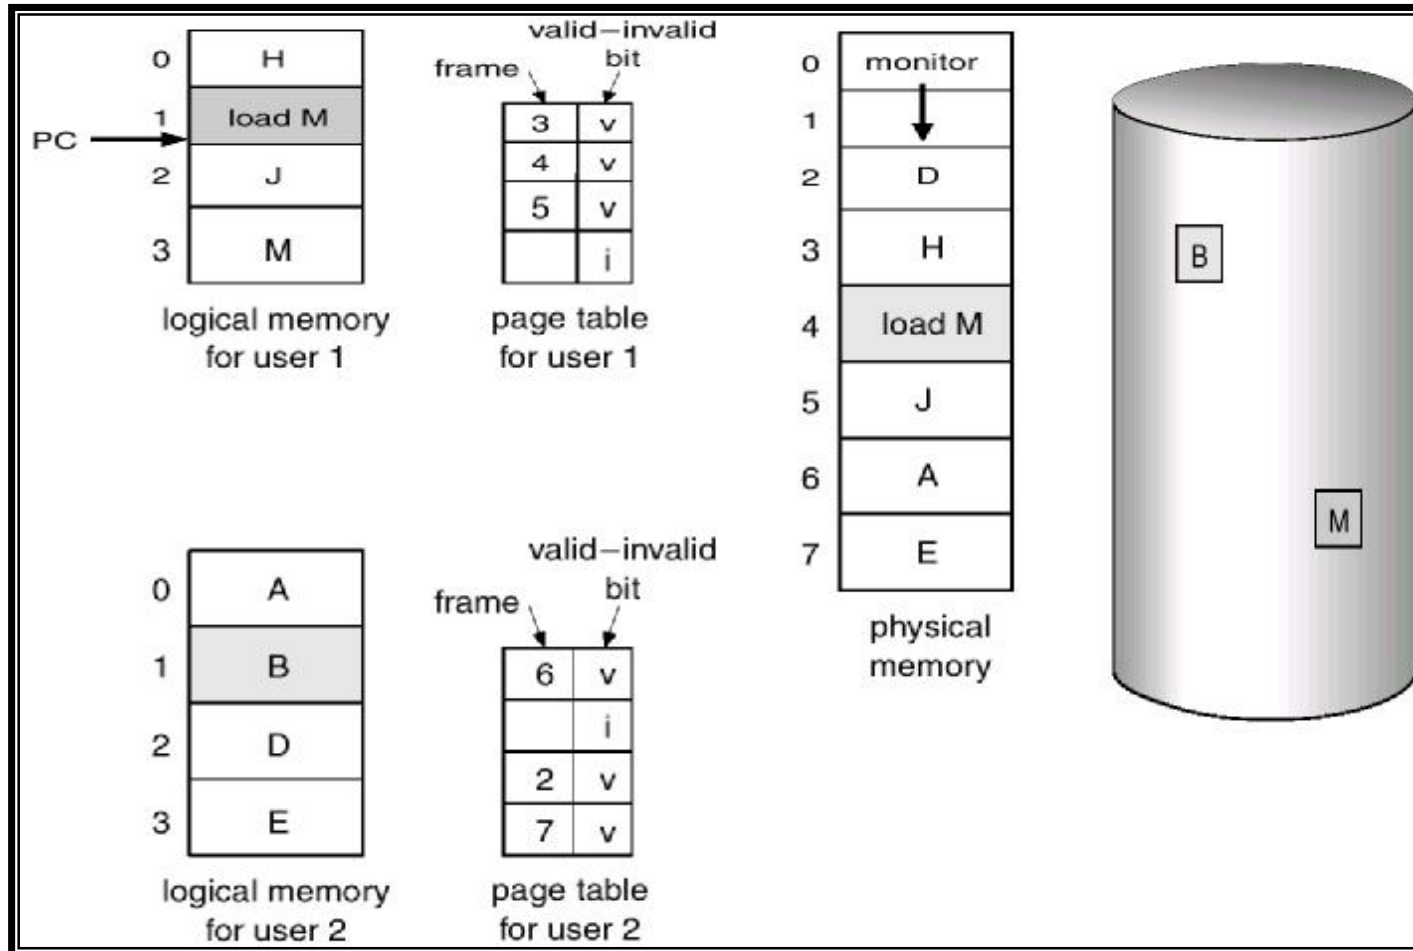 0 H
1 load M
PC
2 J
3 M
logical memory
for user 1
valid–invalid
frame bit
3 v
4 v
5 v
i
page table
for user 1
0 monitor
1
2 D
3 H
4 load M
5 J
6 A
7 E
physical
memory
B
M
0 A
1 B
2 D
3 E
logical memory
for user 2
valid–invalid
bit
frame
6 v
i
2 v
7 v
page table
for user 2